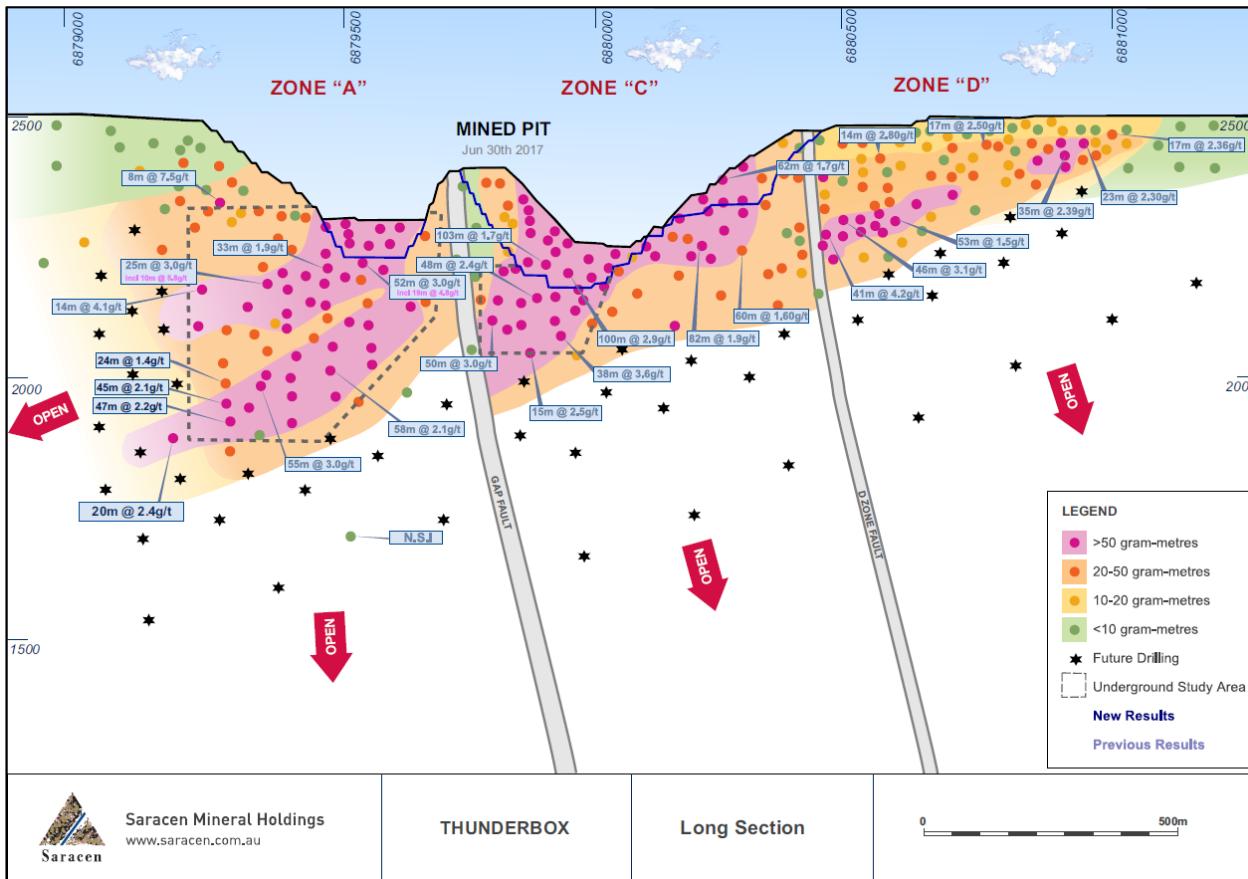 6879000
6879500
6880000
6880500
6881000
ZONE “A”
ZONE “C”
ZONE “D”
2500
2500
MINED PIT
Jun 30th 2017
17m @ 2.50g/t
14m @ 2.80g/t
17m @ 2.36g/t
8m @ 7.5g/t
62m @ 1.7g/t
23m @ 2.30g/t
35m @ 2.39g/t
103m @ 1.7g/t
33m @ 1.9g/t
53m @ 1.5g/t
25m @ 3.0g/t
48m @ 2.4g/t
46m @ 3.1g/t
52m @ 3.0g/t
41m @ 4.2g/t
14m @ 4.1g/t
60m @ 1.60g/t
100m @ 2.9g/t
82m @ 1.9g/t
24m @ 1.4g/t
50m @ 3.0g/t
38m @ 3.6g/t
2000
200
45m @ 2.1g/t
47m @ 2.2g/t
15m @ 2.5g/t
OPEN
OPEN
58m @ 2.1g/t
55m @ 3.0g/t
20m @ 2.4g/t
N.S.I
GAP FAULT
D ZONE FAULT
OPEN
OPEN
1500
LEGEND
>50 gram-metres
20-50 gram-metres
10-20 gram-metres
<10 gram-metres
Future Drilling
Underground Study Area
New Results
Previous Results
Saracen
Saracen Mineral Holdings
www.saracen.com.au
THUNDERBOX
Long Section
0
500m